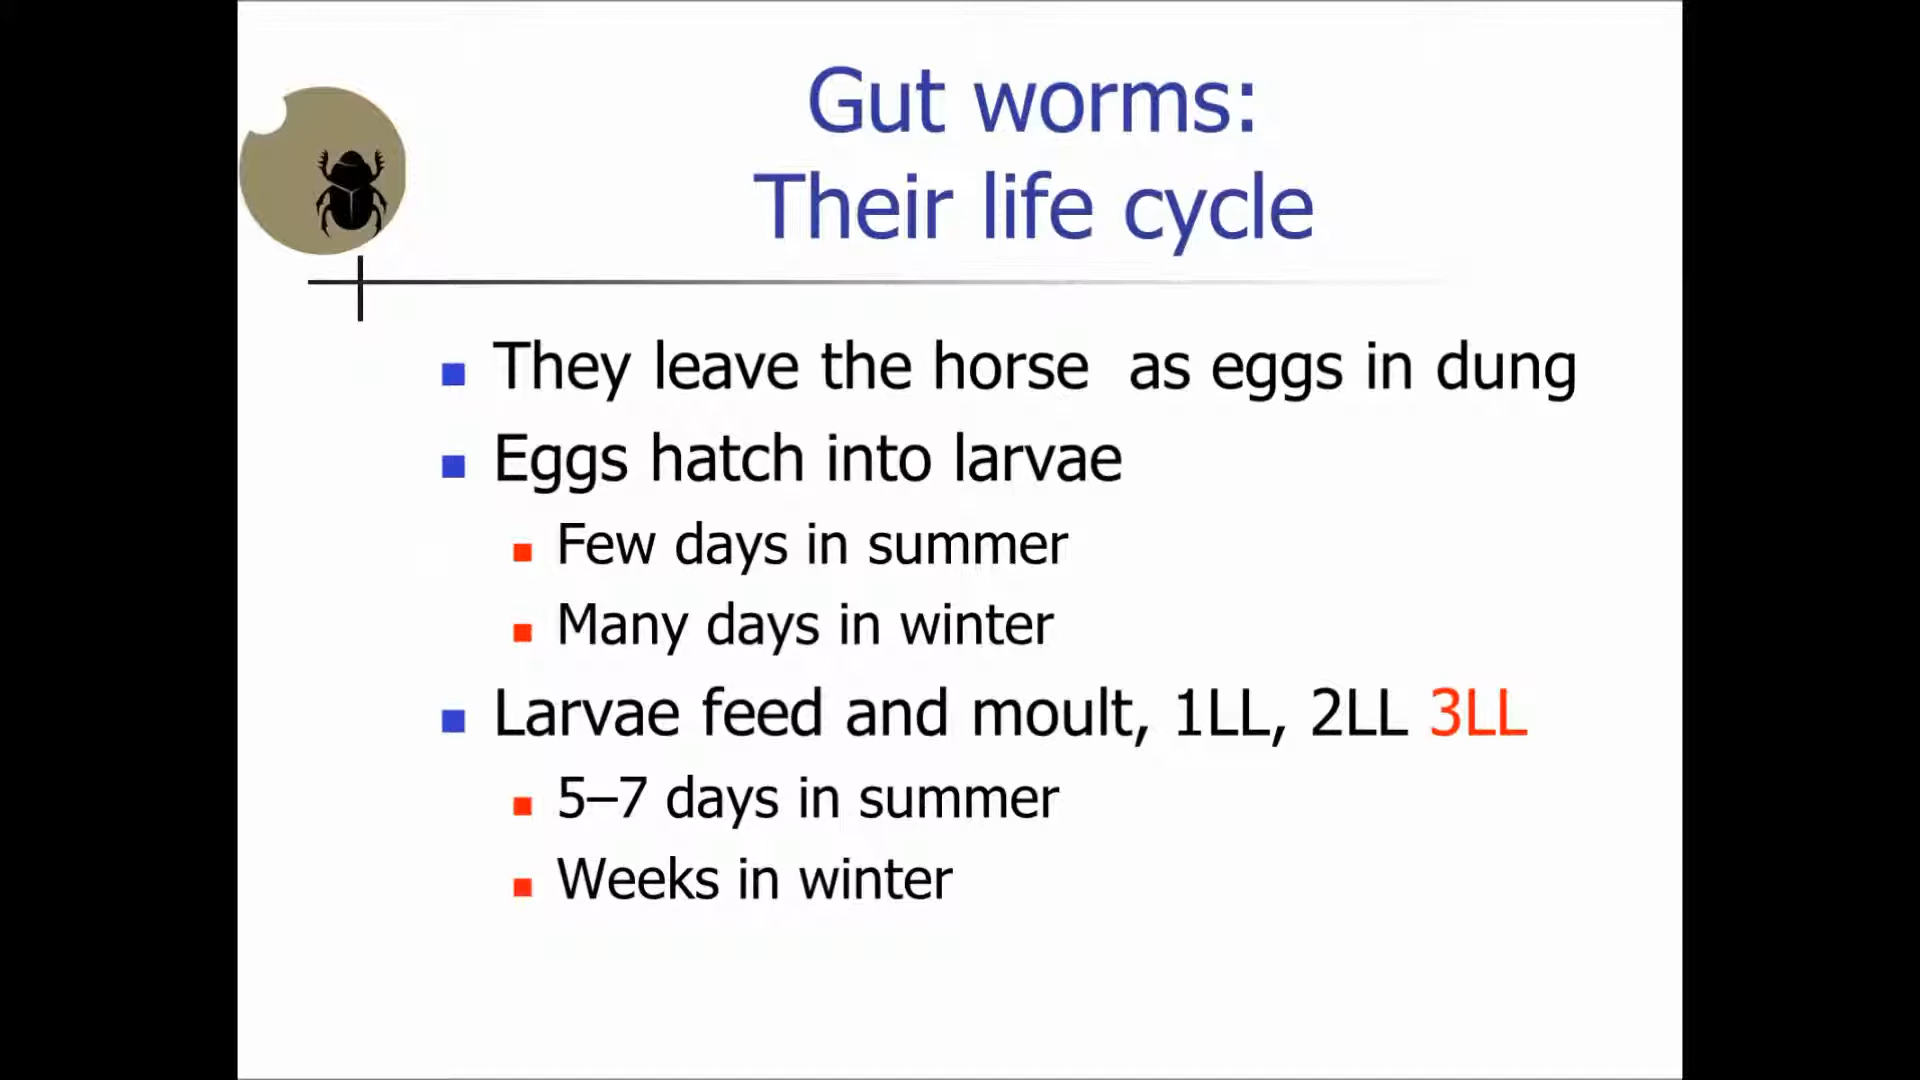 Gut worms:
Their life cycle
They leave the horse as eggs in dung
Eggs hatch into larvae
Few days in summer
Many days in winter
Larvae feed and moult, 1LL, 2LL 3LL
5–7 days in summer
Weeks in winter